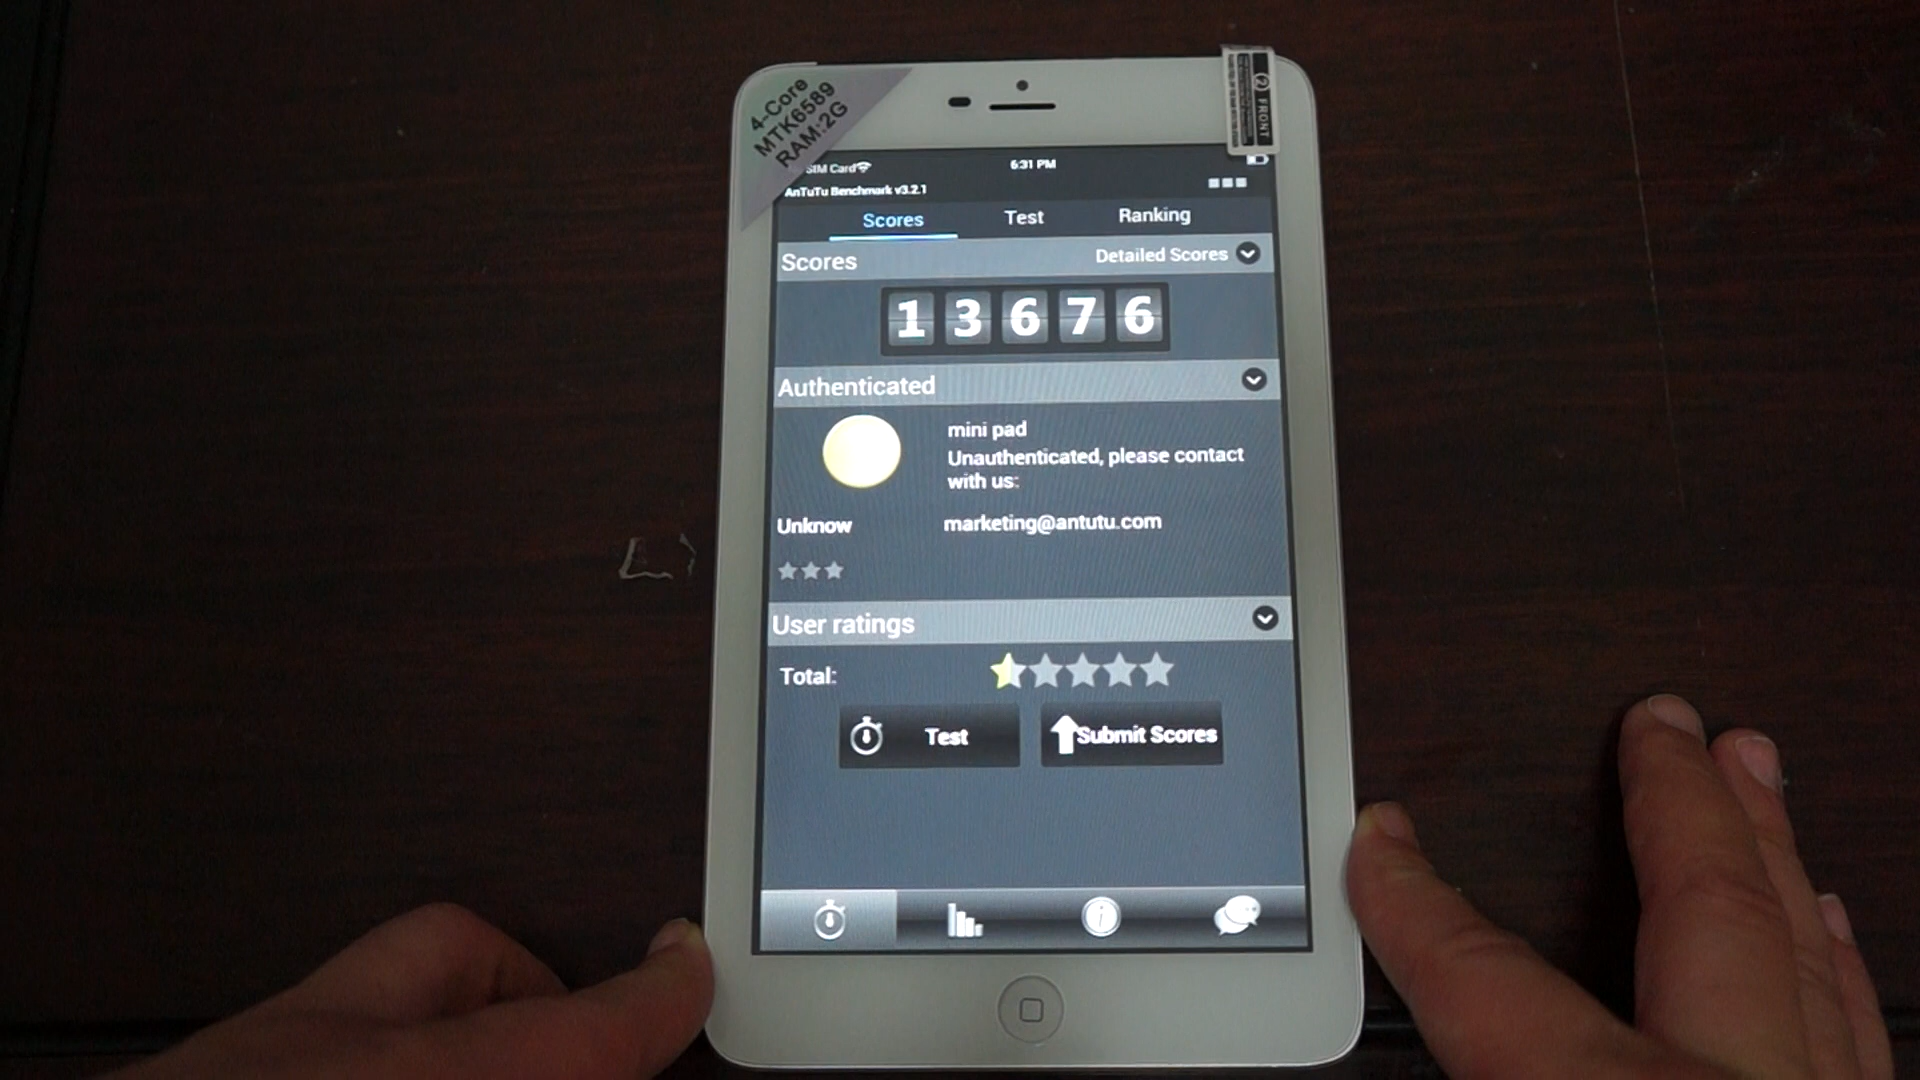 4-Core
MTK6589
RAM:2G
FRONT
SIM Card
6:31 PM
AnTuTu Benchmark v3.2.1
Scores
Test
Ranking
Scores
Detailed Scores
13676
Authenticated
mini pad
Unauthenticated, please contact
with us:
Unknow
marketing@antutu.com
User ratings
Total:
Test
Submit Scores